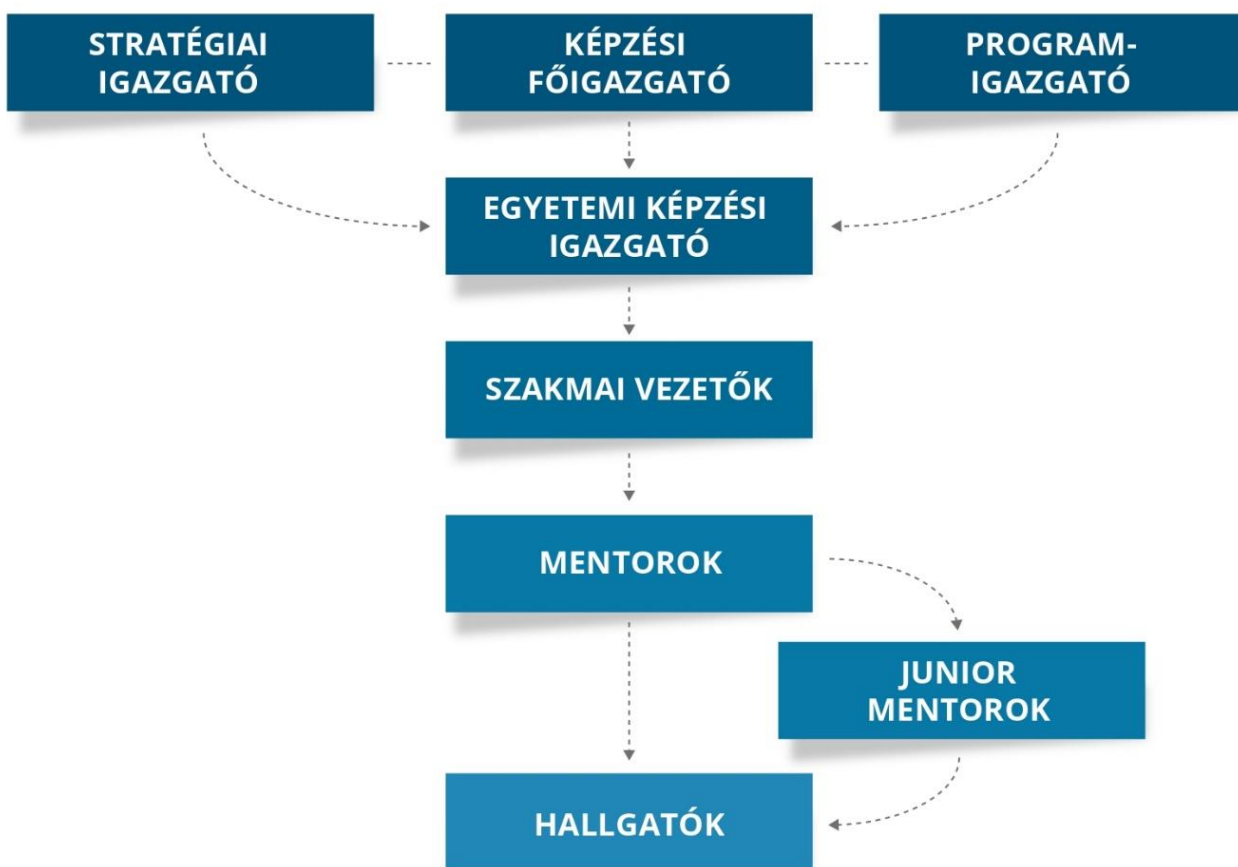 STRATÉGIAI
IGAZGATÓ
KÉPZÉSI
FŐIGAZGATÓ
PROGRAM-
IGAZGATÓ
EGYETEMI KÉPZÉSI
IGAZGATÓ
SZAKMAI VEZETŐK
MENTOROK
JUNIOR
MENTOROK
HALLGATÓK